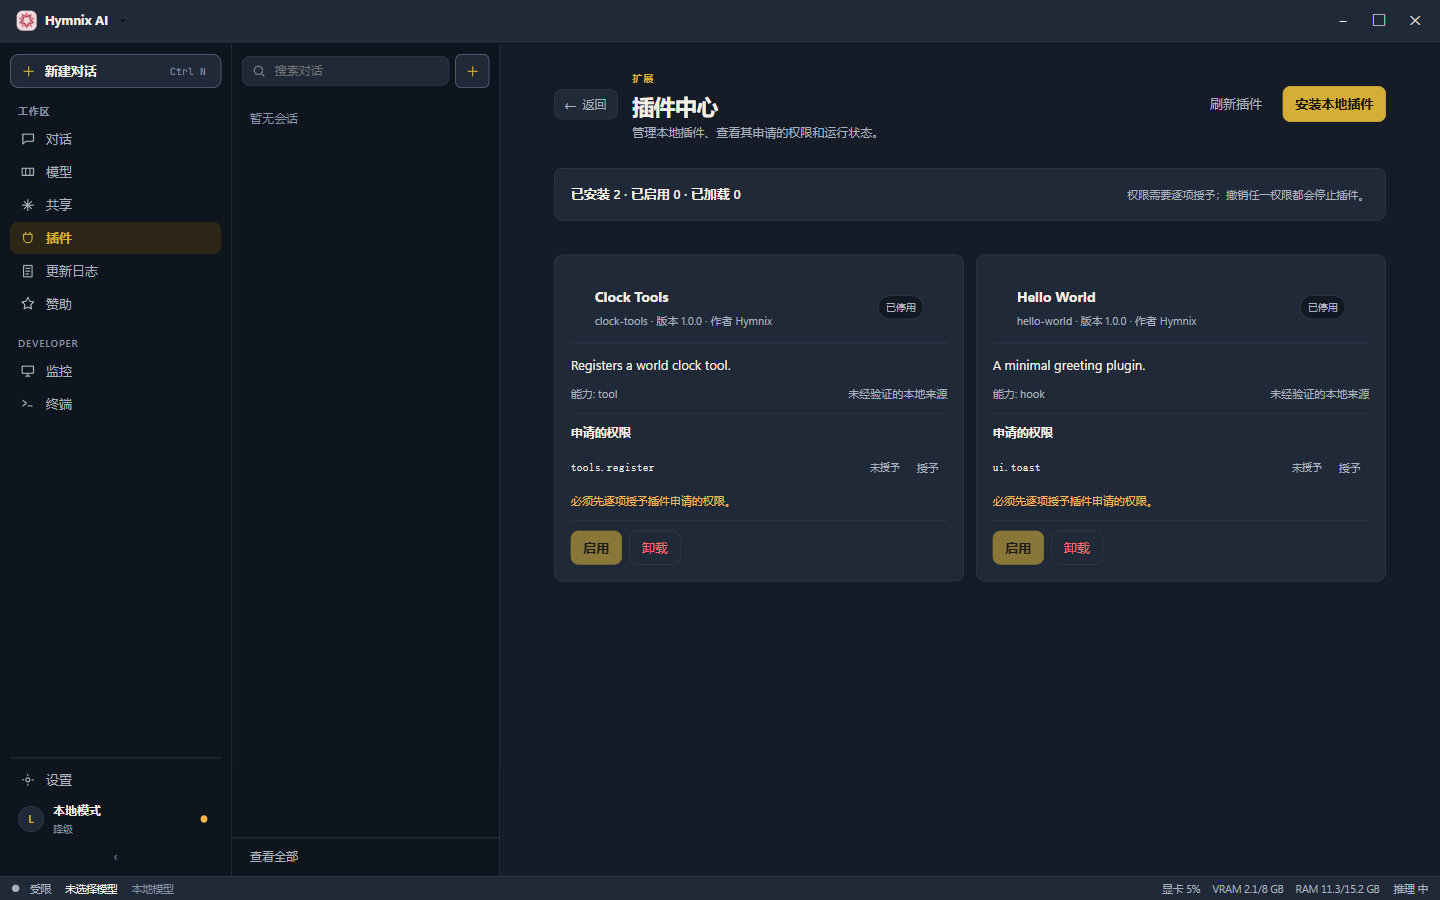 Hymnix AI
新建对话 Ctrl N
工作区
对话
模型
共享
插件
更新日志
赞助
DEVELOPER
监控
终端
设置
L
本地模式
降级
搜索对话
暂无会话
查看全部
← 返回
扩展
插件中心
管理本地插件、查看其申请的权限和运行状态。
刷新插件
安装本地插件
已安装 2 · 已启用 0 · 已加载 0
权限需要逐项授予；撤销任一权限都会停止插件。
Clock Tools
clock-tools · 版本 1.0.0 · 作者 Hymnix
已停用
Registers a world clock tool.
能力: tool
未经验证的本地来源
申请的权限
tools.register
未授予
授予
必须先逐项授予插件申请的权限。
启用
卸载
Hello World
hello-world · 版本 1.0.0 · 作者 Hymnix
已停用
A minimal greeting plugin.
能力: hook
未经验证的本地来源
申请的权限
ui.toast
未授予
授予
必须先逐项授予插件申请的权限。
启用
卸载
受限
未选择模型
本地模型
显卡 5%
VRAM 2.1/8 GB
RAM 11.3/15.2 GB
推理 中